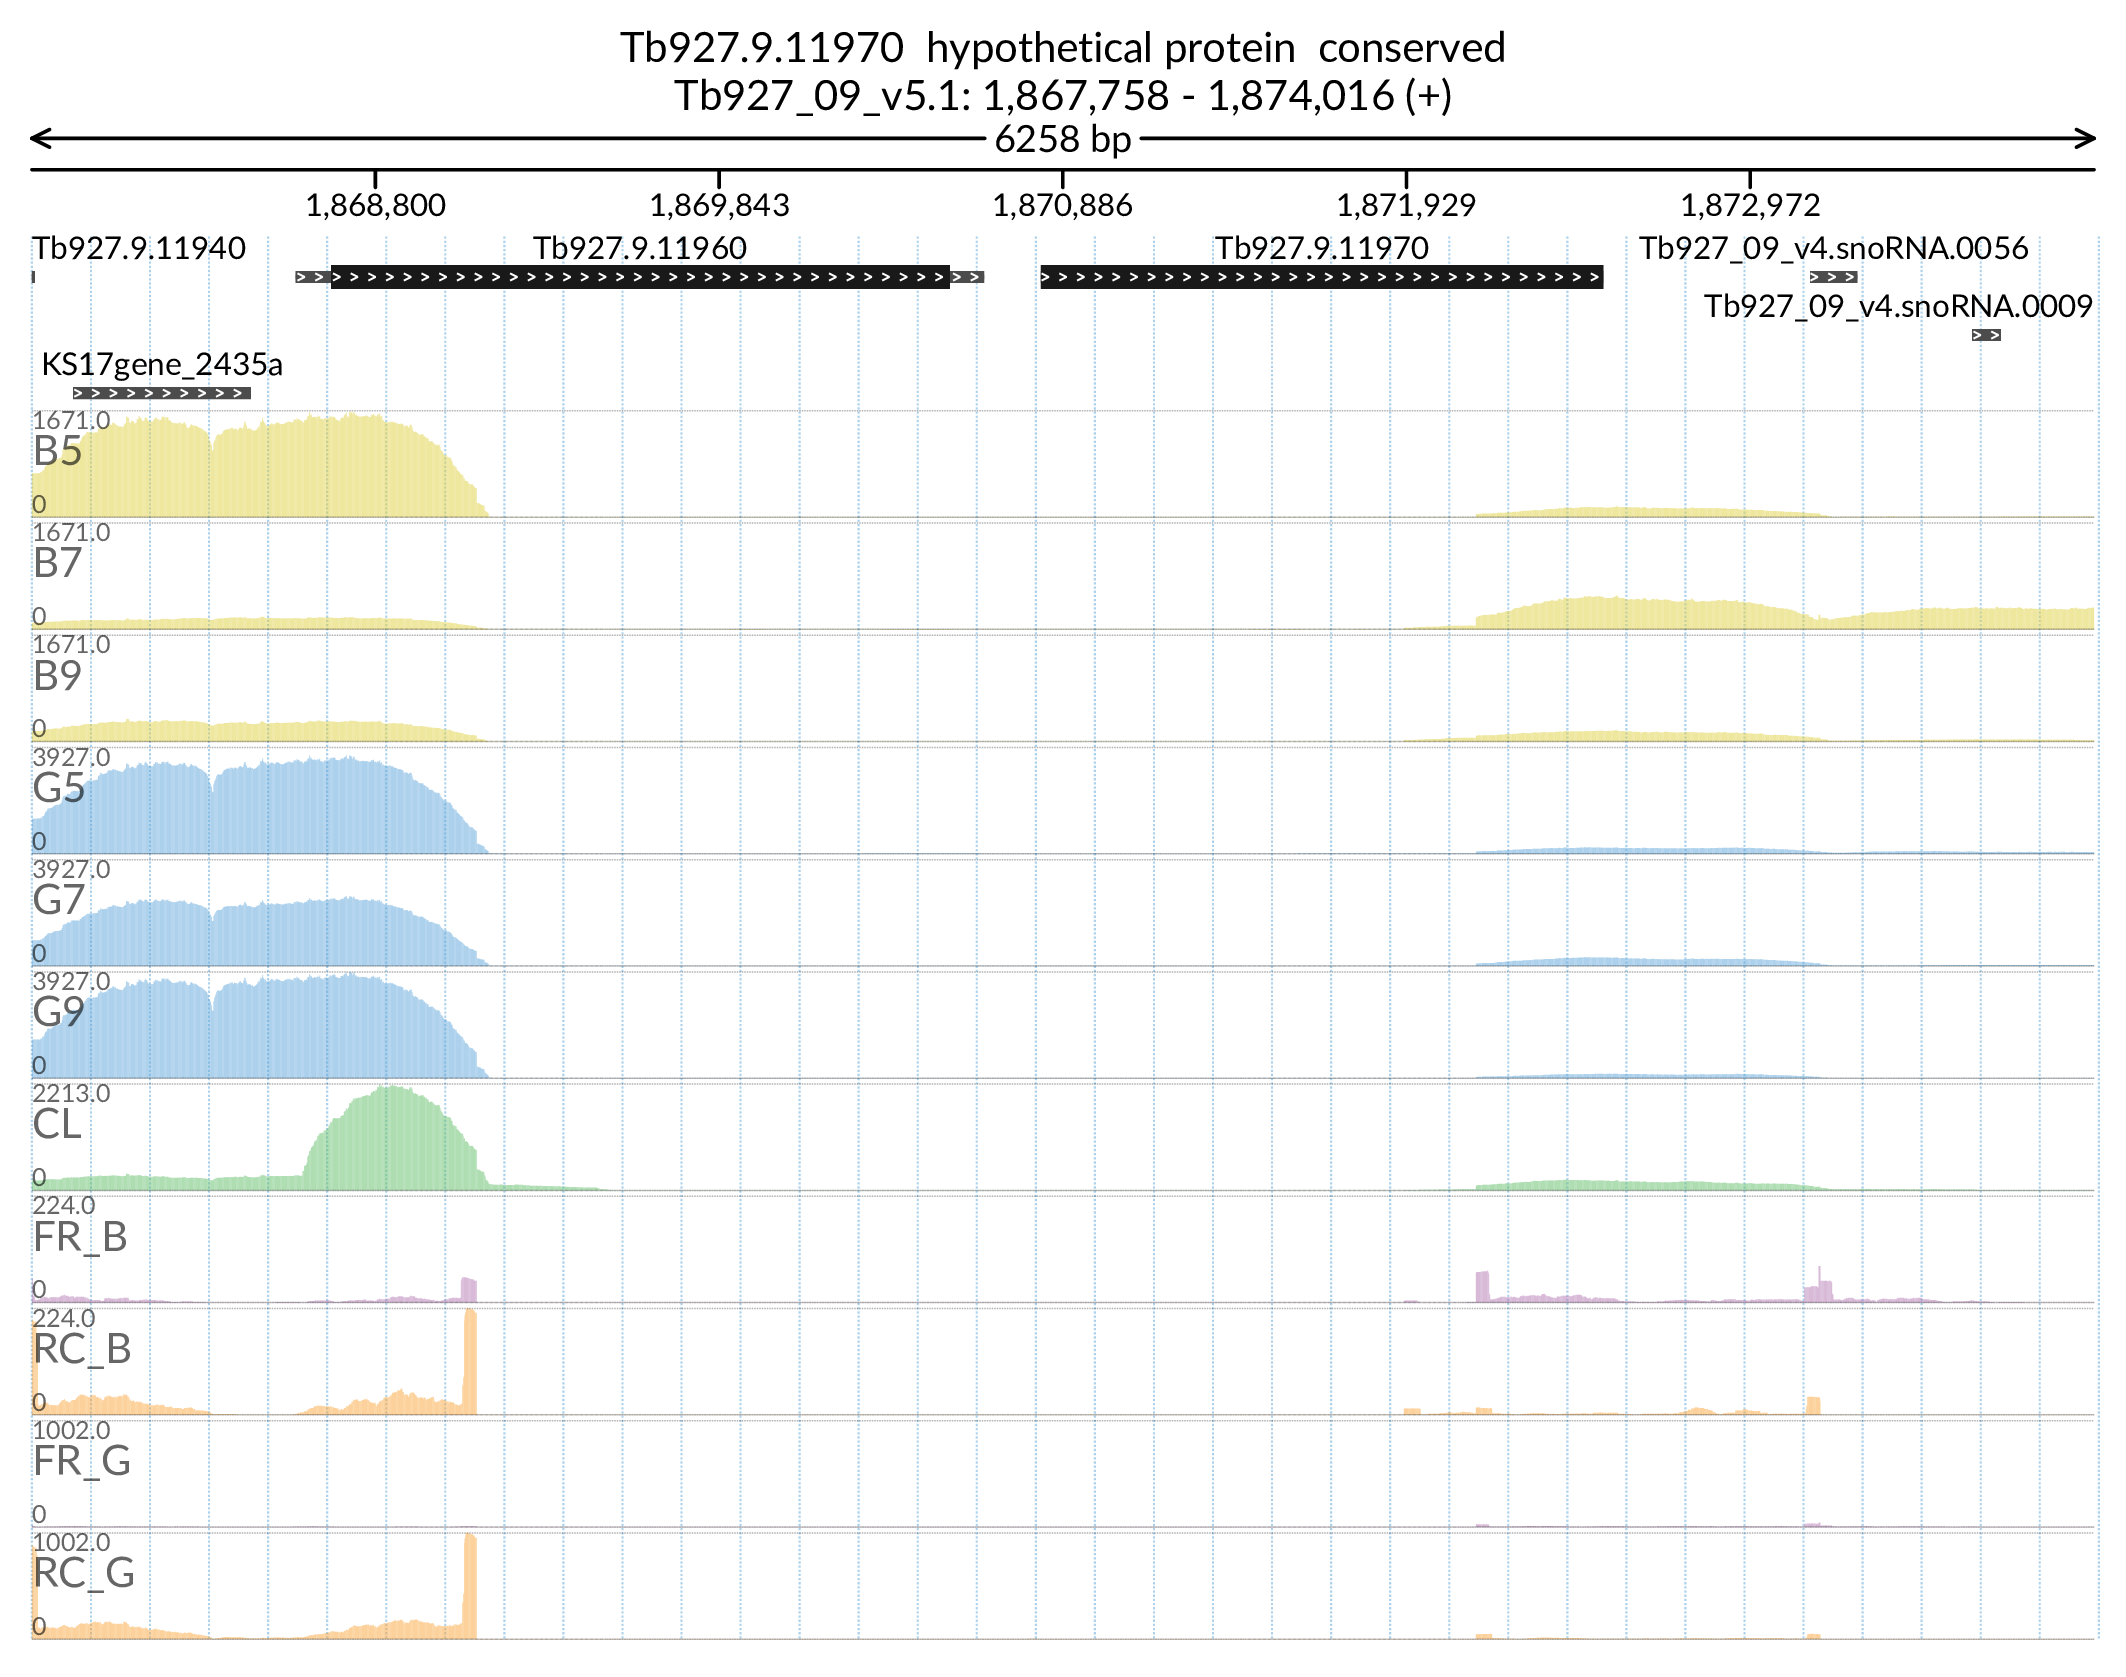 Tb927.9.11970  hypothetical protein  conserved
Tb927_09_v5.1: 1,867,758 - 1,874,016 (+)
6258 bp
1,868,800 1,869,843 1,870,886 1,871,929 1,872,972
Tb927.9.11940 Tb927.9.11960 Tb927.9.11970 Tb927_09_v4.snoRNA.0056
Tb927_09_v4.snoRNA.0009
KS17gene_2435a
1671.0
B5
0
1671.0
B7
0
1671.0
B9
0
3927.0
G5
0
3927.0
G7
0
3927.0
G9
0
2213.0
CL
0
224.0
FR_B
0
224.0
RC_B
0
1002.0
FR_G
0
1002.0
RC_G
0